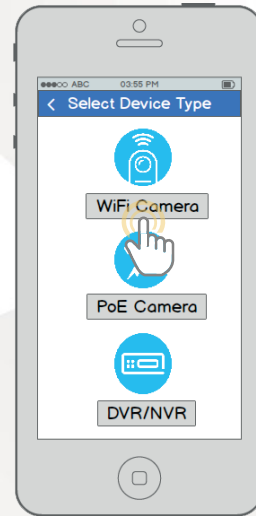 ABC 03:55 PM
< Select Device Type
WiFi Camera
PoE Camera
DVR/NVR